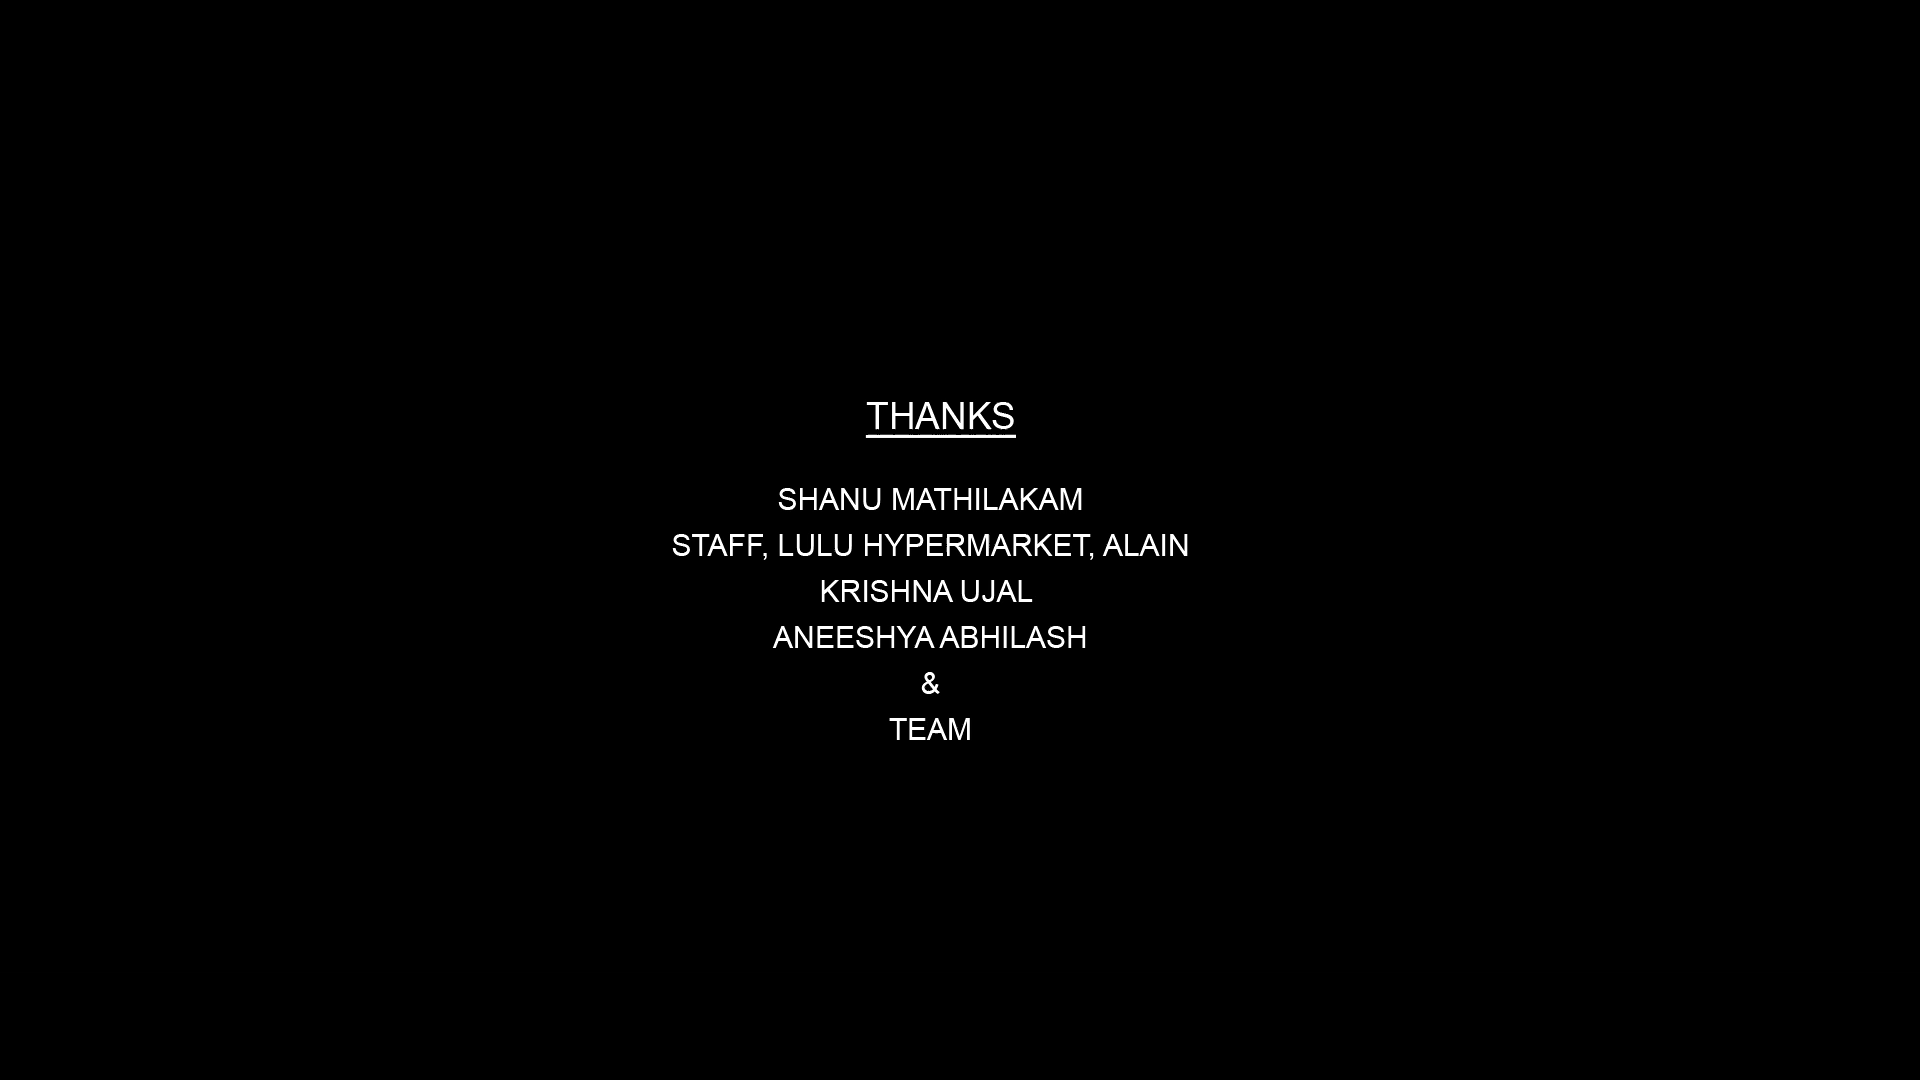 THANKS
SHANU MATHILAKAM
STAFF, LULU HYPERMARKET, ALAIN
KRISHNA UJAL
ANEESHYA ABHILASH
&
TEAM